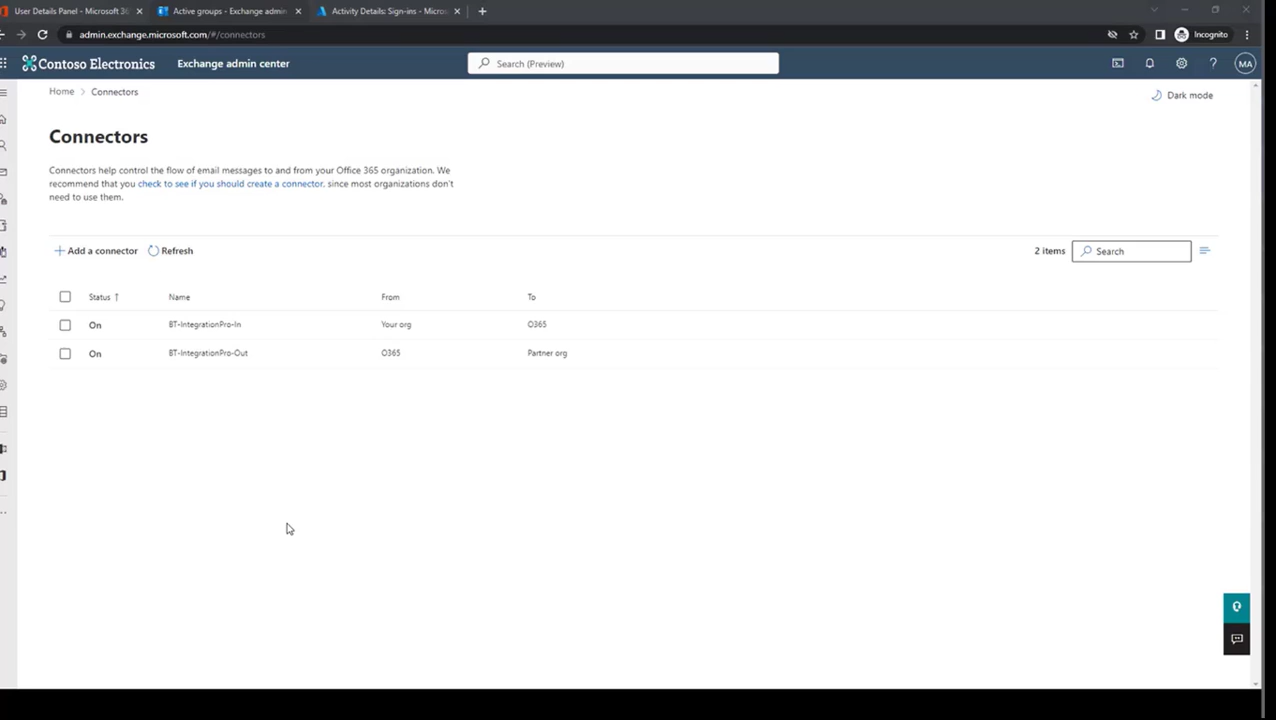 User Details Panel - Microsoft 36
Active groups - Exchange admin
Activity Details: Sign-ins - Micros
admin.exchange.microsoft.com/#/connectors
Incognito
Contoso Electronics
Exchange admin center
Search (Preview)
MA
Home > Connectors
Dark mode
Connectors
Connectors help control the flow of email messages to and from your Office 365 organization. We
recommend that you check to see if you should create a connector, since most organizations don't
need to use them.
Add a connector
Refresh
2 items
Search
Status ↑ Name From To
On BT-IntegrationPro-In Your org O365
On BT-IntegrationPro-Out O365 Partner org